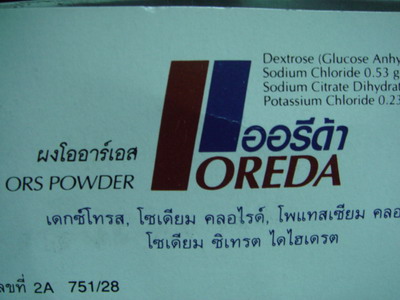 Dextrose (Glucose Anhy
Sodium Chloride 0.53 g
Sodium Citrate Dihydrat
Potassium Chloride 0.23
ออรีด้า
ผงโออาร์เอส
ORS POWDER
OREDA
เดกซ์โทรส, โซเดียม คลอไรด์, โพแทสเซียม คลอ
โซเดียม ซิเทรต ไดไฮเดรต
ลขที่ 2A 751/28